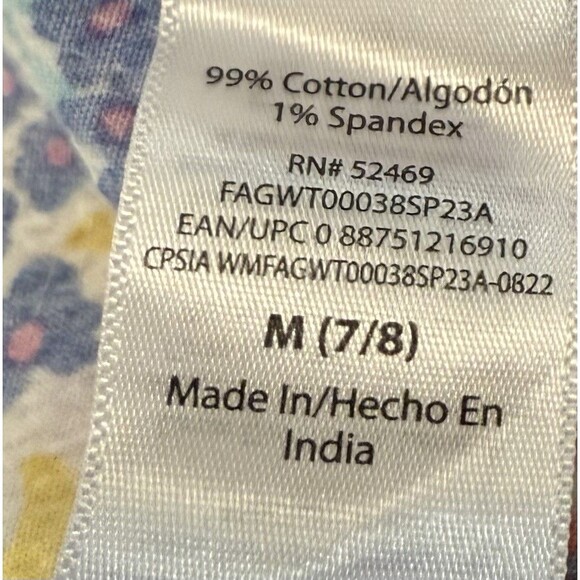 99% Cotton/Algodón
1% Spandex
RN# 52469
FAGWT00038SP23A
EAN/UPC 0 88751216910
CPSIA WMFAGWT00038SP23A-0822
M (7/8)
Made In/Hecho En
India